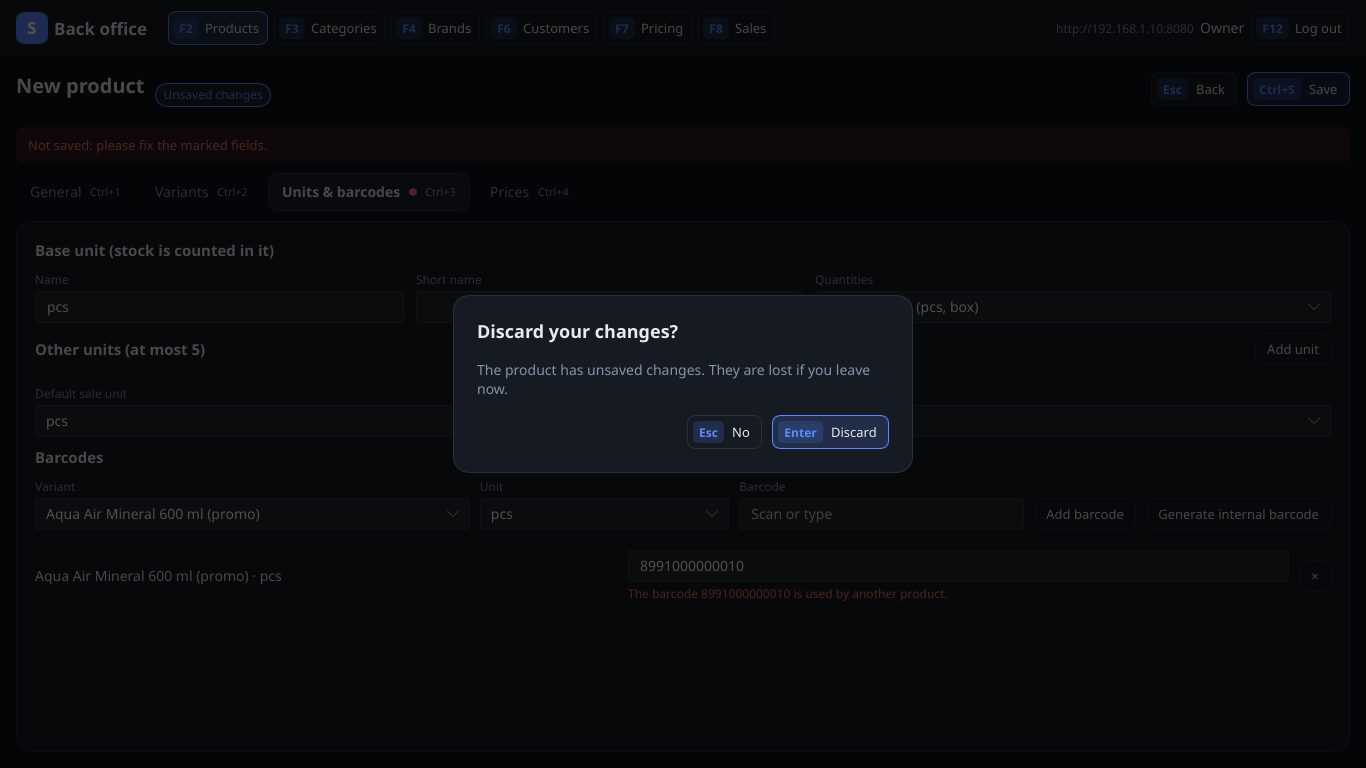 S Back office F2 Products F3 Categories F4 Brands F6 Customers F7 Pricing F8 Sales http://192.168.1.10:8080 Owner F12 Log out
New product Unsaved changes Esc Back Ctrl+S Save
Not saved: please fix the marked fields.
General Ctrl+1 Variants Ctrl+2 Units & barcodes Ctrl+3 Prices Ctrl+4
Base unit (stock is counted in it)
Name Short name Quantities
pcs (pcs, box)
Discard your changes?
The product has unsaved changes. They are lost if you leave
now.
Esc No Enter Discard
Other units (at most 5) Add unit
Default sale unit
pcs
Barcodes
Variant Unit Barcode
Aqua Air Mineral 600 ml (promo) pcs Scan or type Add barcode Generate internal barcode
Aqua Air Mineral 600 ml (promo) · pcs 8991000000010 ×
The barcode 8991000000010 is used by another product.